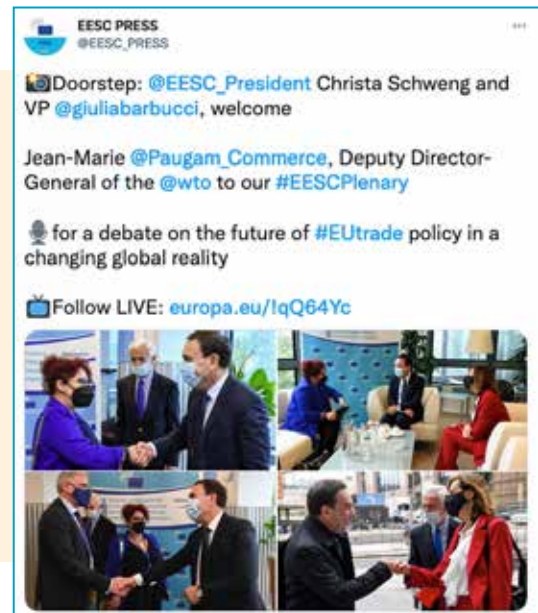 EESC PRESS
@EESC_PRESS
📸Doorstep: @EESC_President Christa Schweng and
VP @giuliabarbucci, welcome
Jean-Marie @Paugam_Commerce, Deputy Director-
General of the @wto to our #EESCPlenary
🎙️for a debate on the future of #EUtrade policy in a
changing global reality
📺Follow LIVE: europa.eu/!qQ64Yc